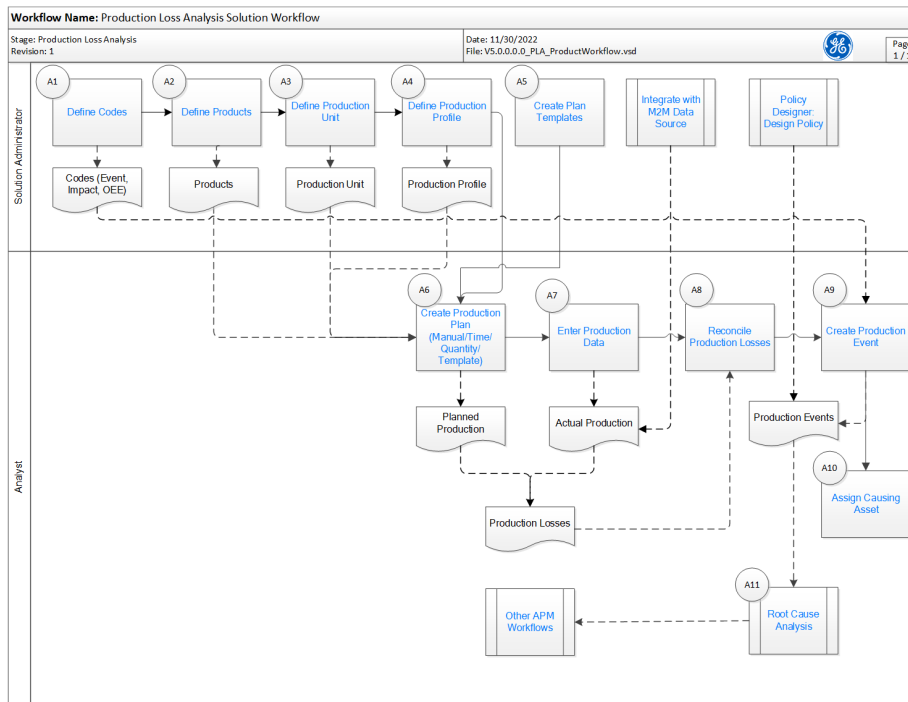 Workflow Name: Production Loss Analysis Solution Workflow
Stage: Production Loss Analysis
Revision: 1
Date: 11/30/2022
File: V5.0.0.0.0_PLA_ProductWorkflow.vsd
Page
1 /
Solution Administrator
A1
Define Codes
A2
Define Products
A3
Define Production
Unit
A4
Define Production
Profile
A5
Create Plan
Templates
Integrate with
M2M Data
Source
Policy
Designer:
Design Policy
Codes (Event,
Impact, OEE)
Products
Production Unit
Production Profile
Analyst
A6
Create Production
Plan
(Manual/Time/
Quantity/
Template)
A7
Enter Production
Data
A8
Reconcile
Production Losses
A9
Create Production
Event
Planned
Production
Actual Production
Production Events
A10
Assign Causing
Asset
Production Losses
A11
Root Cause
Analysis
Other APM
Workflows